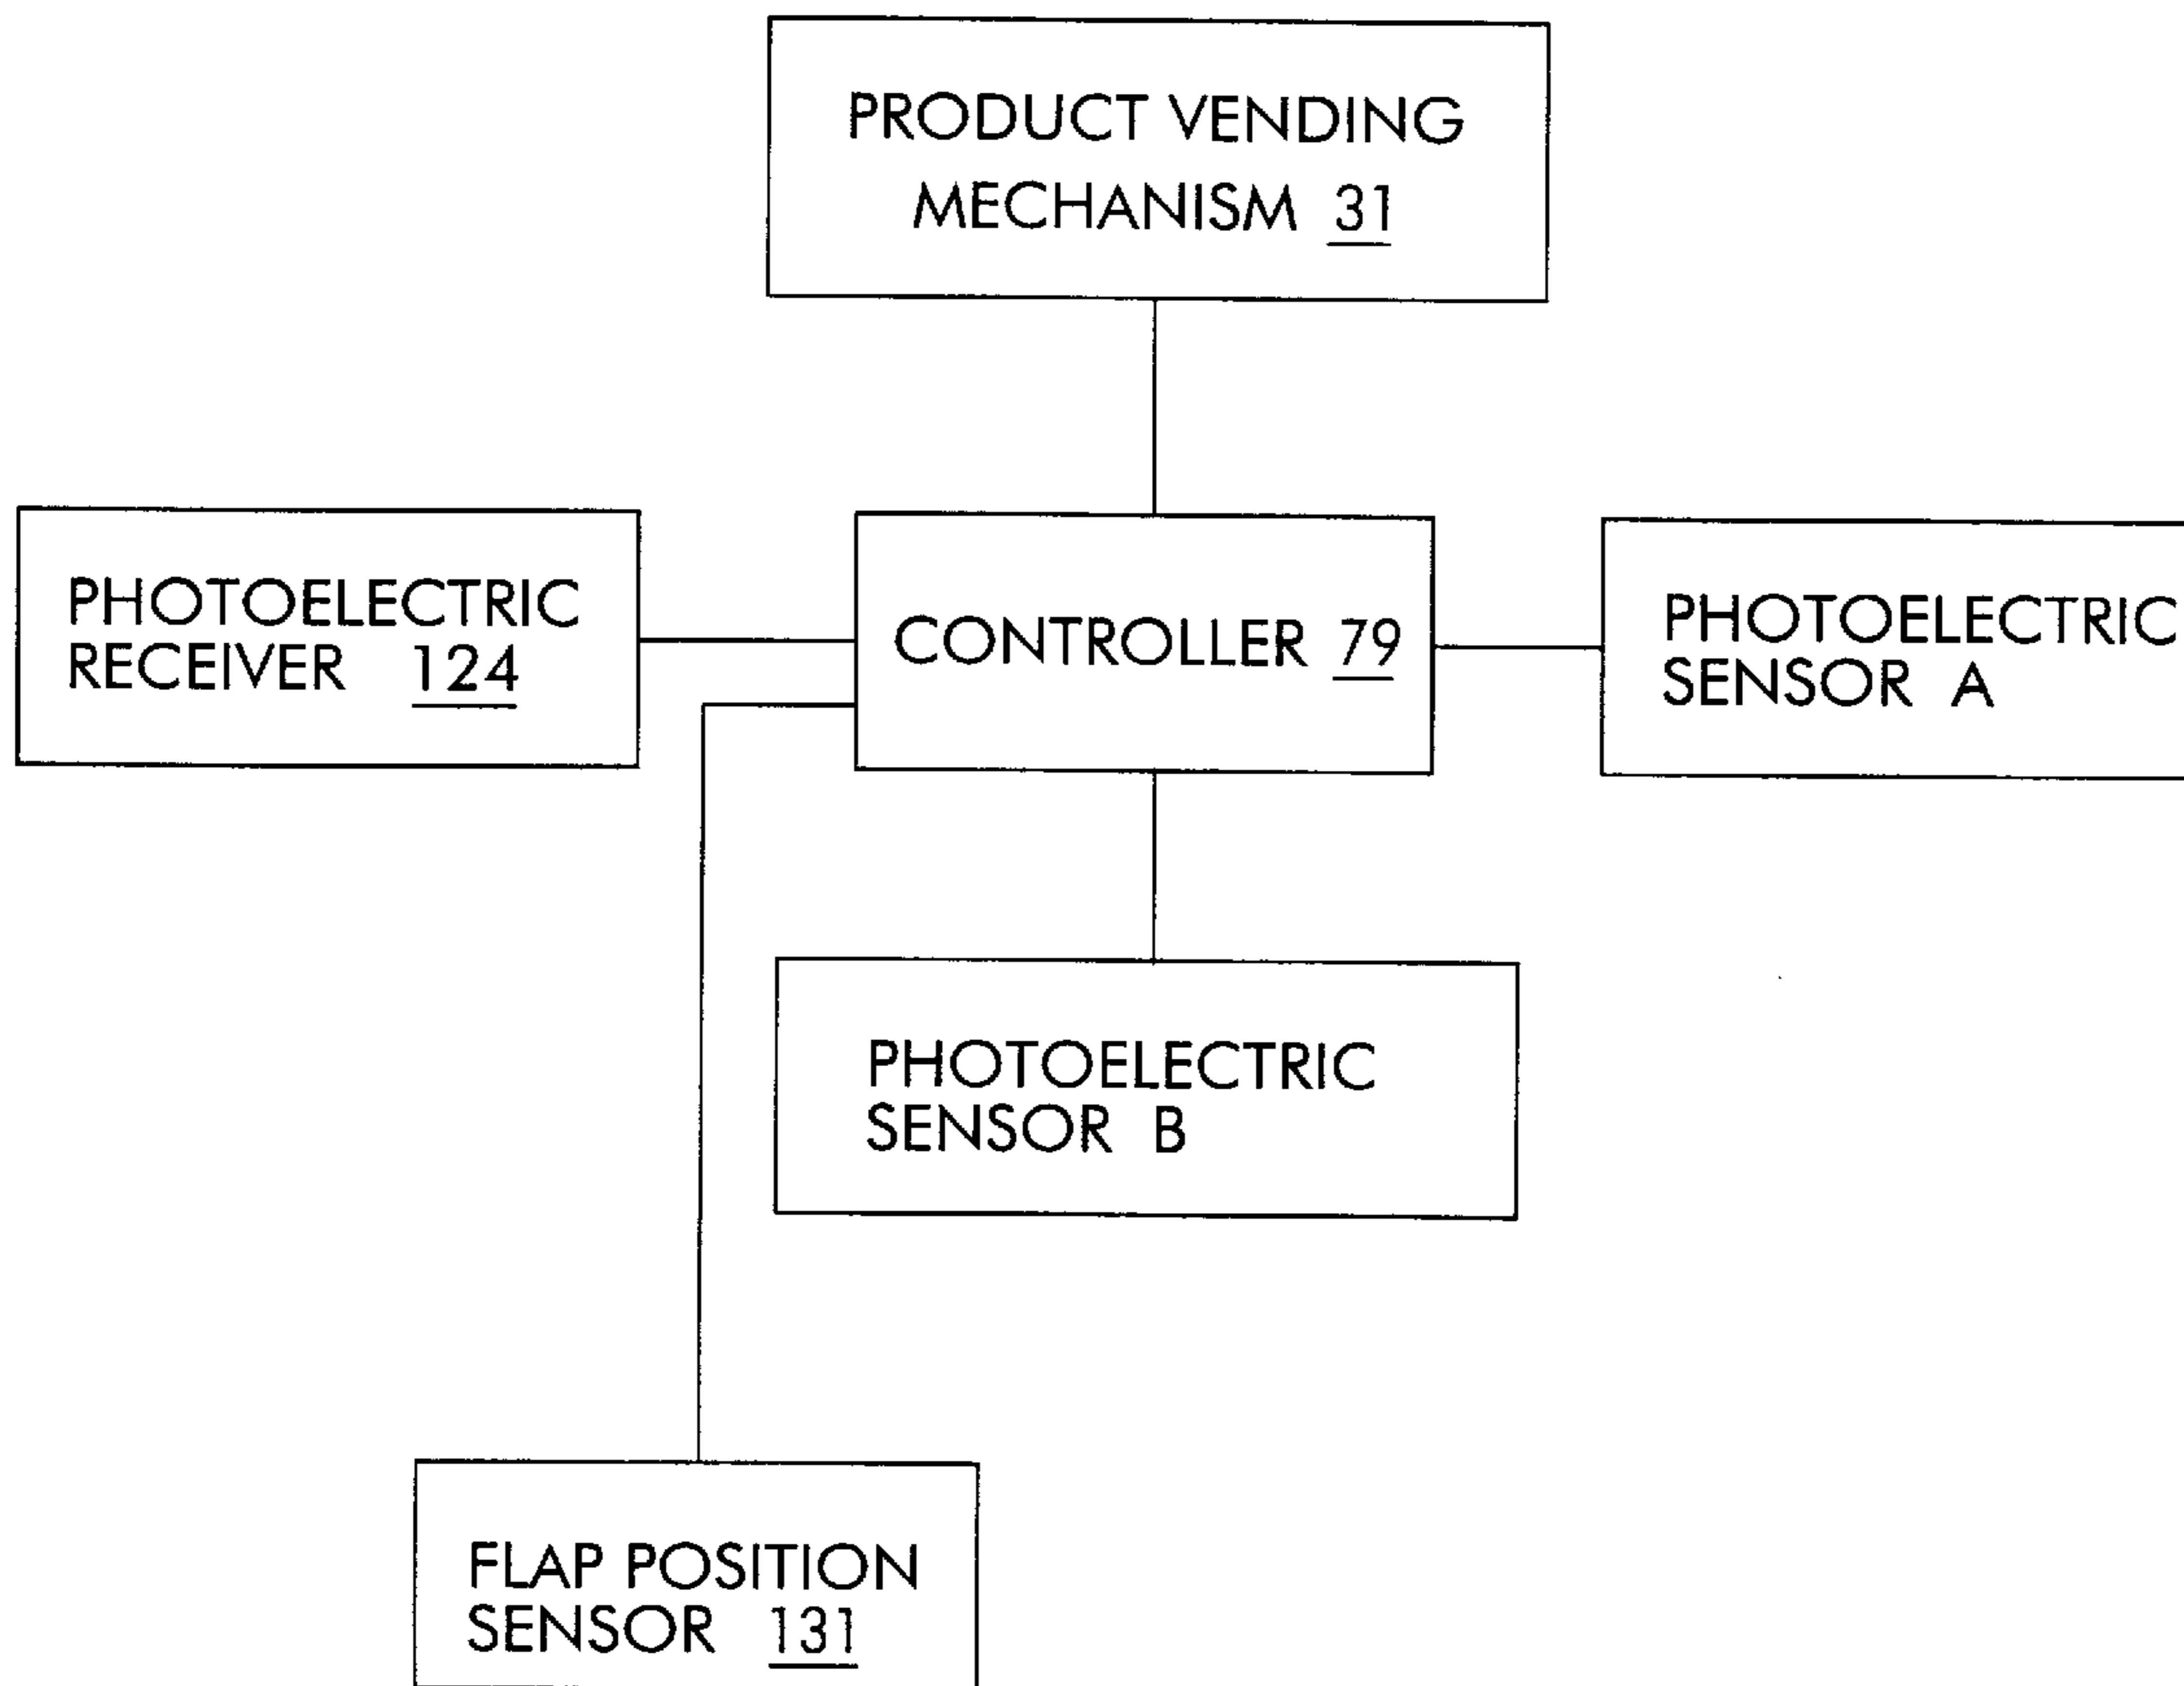 PRODUCT VENDING
MECHANISM 31
PHOTOELECTRIC
RECEIVER 124
CONTROLLER 79
PHOTOELECTRIC
SENSOR A
PHOTOELECTRIC
SENSOR B
FLAP POSITION
SENSOR 131